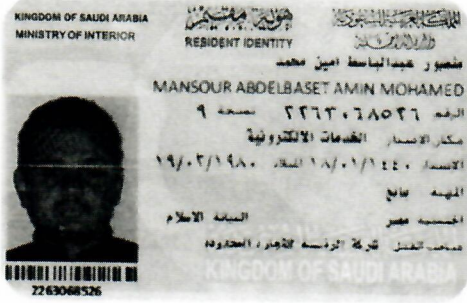 KINGDOM OF SAUDI ARABIA
MINISTRY OF INTERIOR
المملكة العربية السعودية
وزارة الداخلية
هوية مقيم
RESIDENT IDENTITY
منصور عبدالباسط امين محمد
MANSOUR ABDELBASET AMIN MOHAMED
الرقم ٢٢٦٣٠٦٨٥٢٦ نسخة ٩
مكان الاصدار الخدمات الالكترونية
الاصدار ١٨/٠١/١٤٤٠ الميلاد ١٩/٠٢/١٩٨٠
المهنة
الجنسية مصر الديانة الاسلام
صاحب العمل شركة
KINGDOM OF SAUDI ARABIA
2263068526